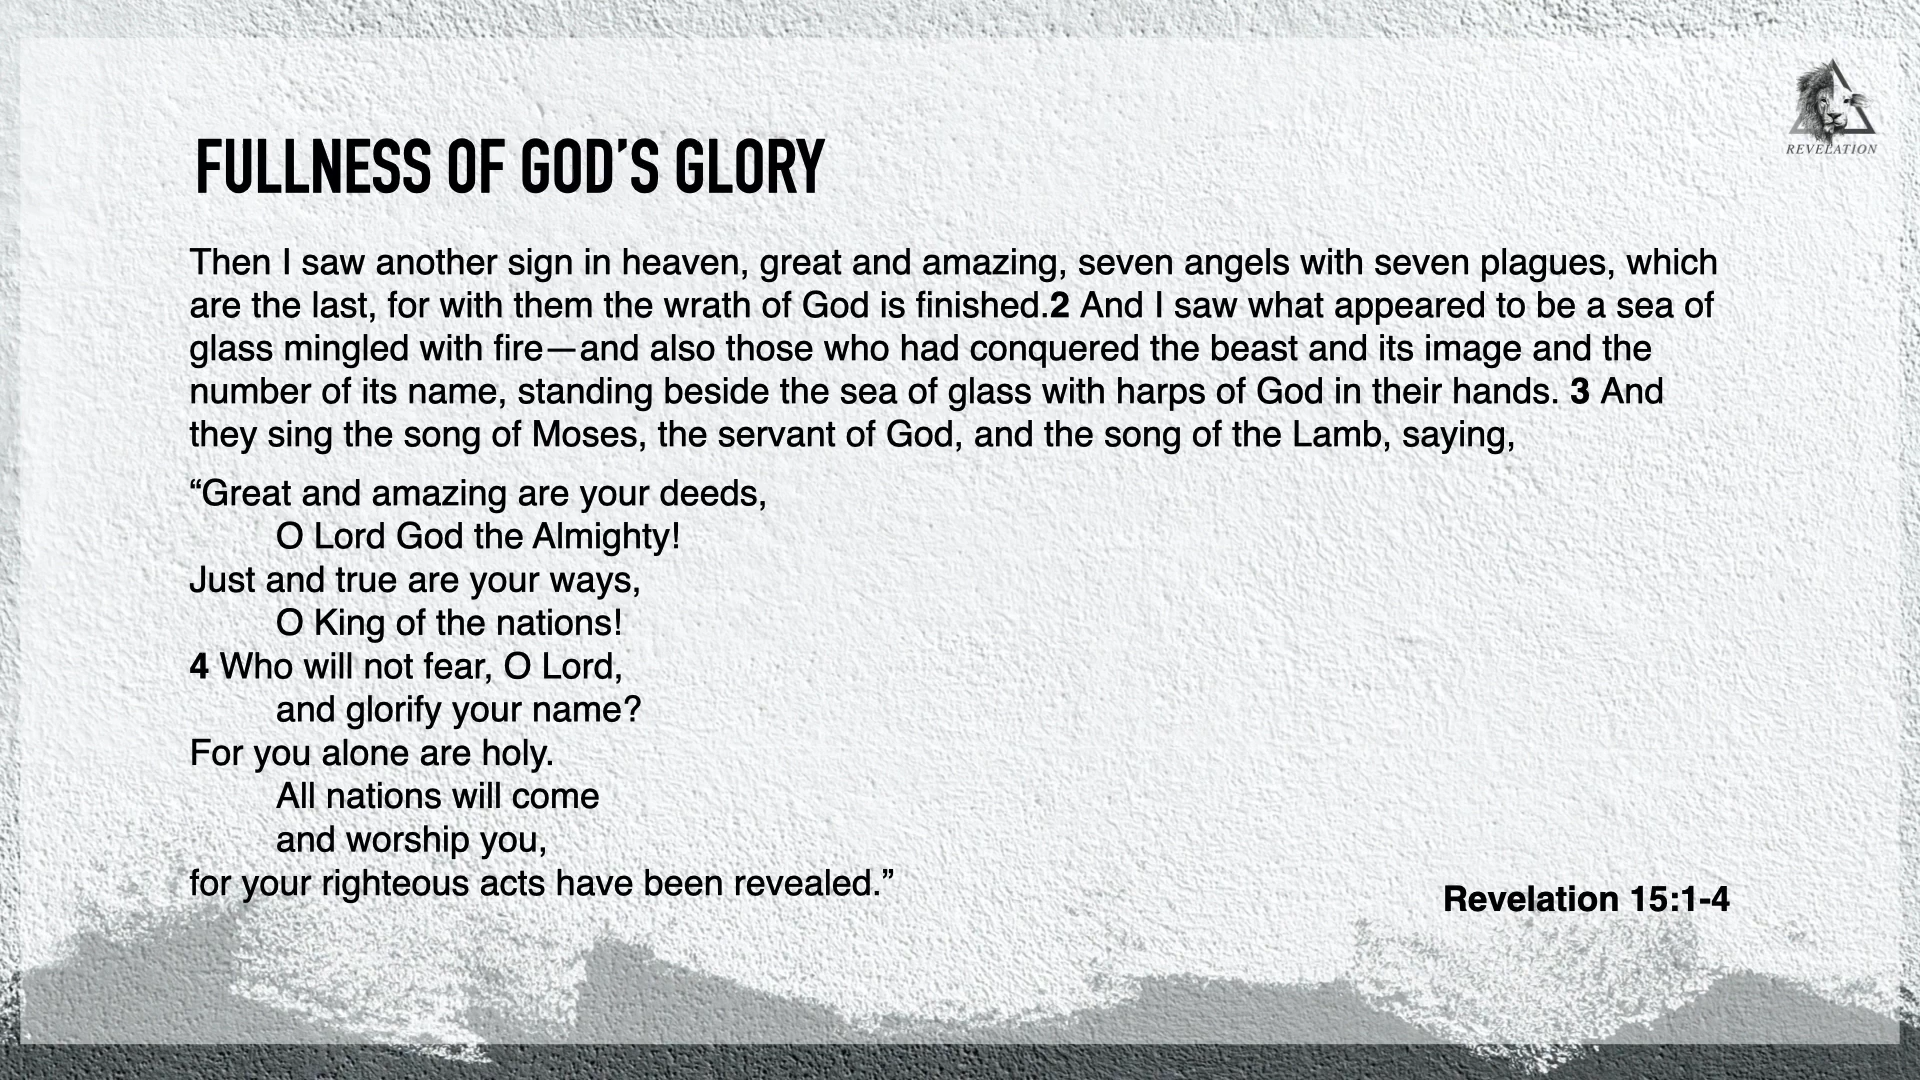 REVELATION
FULLNESS OF GOD’S GLORY
Then I saw another sign in heaven, great and amazing, seven angels with seven plagues, which
are the last, for with them the wrath of God is finished.2 And I saw what appeared to be a sea of
glass mingled with fire—and also those who had conquered the beast and its image and the
number of its name, standing beside the sea of glass with harps of God in their hands. 3 And
they sing the song of Moses, the servant of God, and the song of the Lamb, saying,
“Great and amazing are your deeds,
O Lord God the Almighty!
Just and true are your ways,
O King of the nations!
4 Who will not fear, O Lord,
and glorify your name?
For you alone are holy.
All nations will come
and worship you,
for your righteous acts have been revealed.”
Revelation 15:1-4